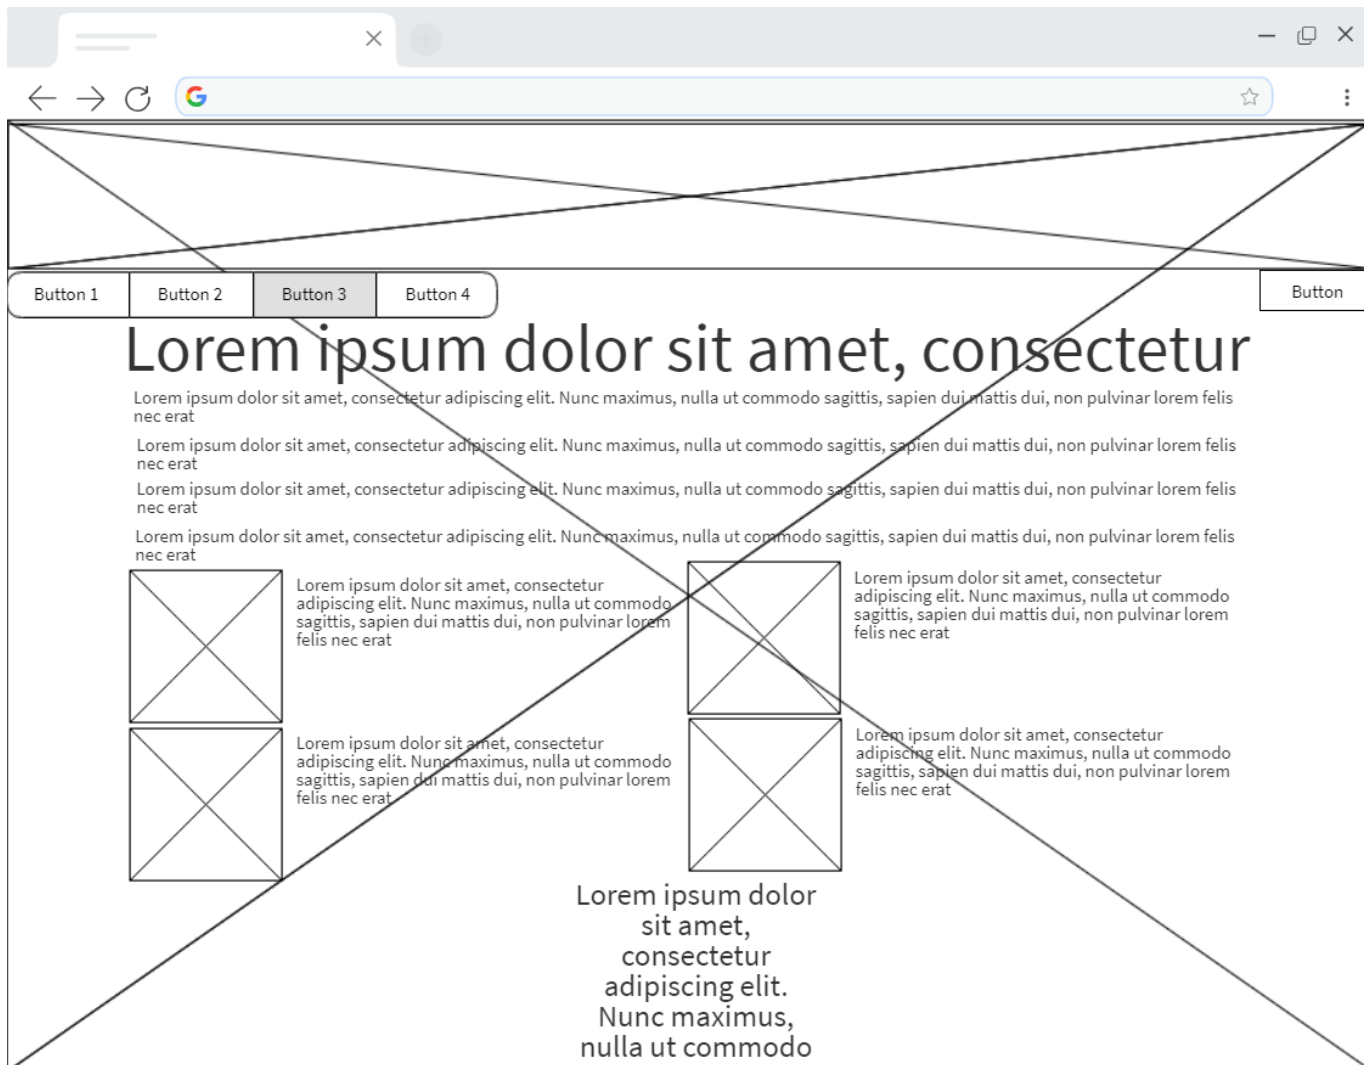 Button 1
Button 2
Button 3
Button 4
Button
Lorem ipsum dolor sit amet, consectetur
Lorem ipsum dolor sit amet, consectetur adipiscing elit. Nunc maximus, nulla ut commodo sagittis, sapien dui mattis dui, non pulvinar lorem felis
nec erat
Lorem ipsum dolor sit amet, consectetur adipiscing elit. Nunc maximus, nulla ut commodo sagittis, sapien dui mattis dui, non pulvinar lorem felis
nec erat
Lorem ipsum dolor sit amet, consectetur adipiscing elit. Nunc maximus, nulla ut commodo sagittis, sapien dui mattis dui, non pulvinar lorem felis
nec erat
Lorem ipsum dolor sit amet, consectetur adipiscing elit. Nunc maximus, nulla ut commodo sagittis, sapien dui mattis dui, non pulvinar lorem felis
nec erat
Lorem ipsum dolor sit amet, consectetur
adipiscing elit. Nunc maximus, nulla ut commodo
sagittis, sapien dui mattis dui, non pulvinar lorem
felis nec erat
Lorem ipsum dolor sit amet, consectetur
adipiscing elit. Nunc maximus, nulla ut commodo
sagittis, sapien dui mattis dui, non pulvinar lorem
felis nec erat
Lorem ipsum dolor sit amet, consectetur
adipiscing elit. Nunc maximus, nulla ut commodo
sagittis, sapien dui mattis dui, non pulvinar lorem
felis nec erat
Lorem ipsum dolor sit amet, consectetur
adipiscing elit. Nunc maximus, nulla ut commodo
sagittis, sapien dui mattis dui, non pulvinar lorem
felis nec erat
Lorem ipsum dolor
sit amet,
consectetur
adipiscing elit.
Nunc maximus,
nulla ut commodo